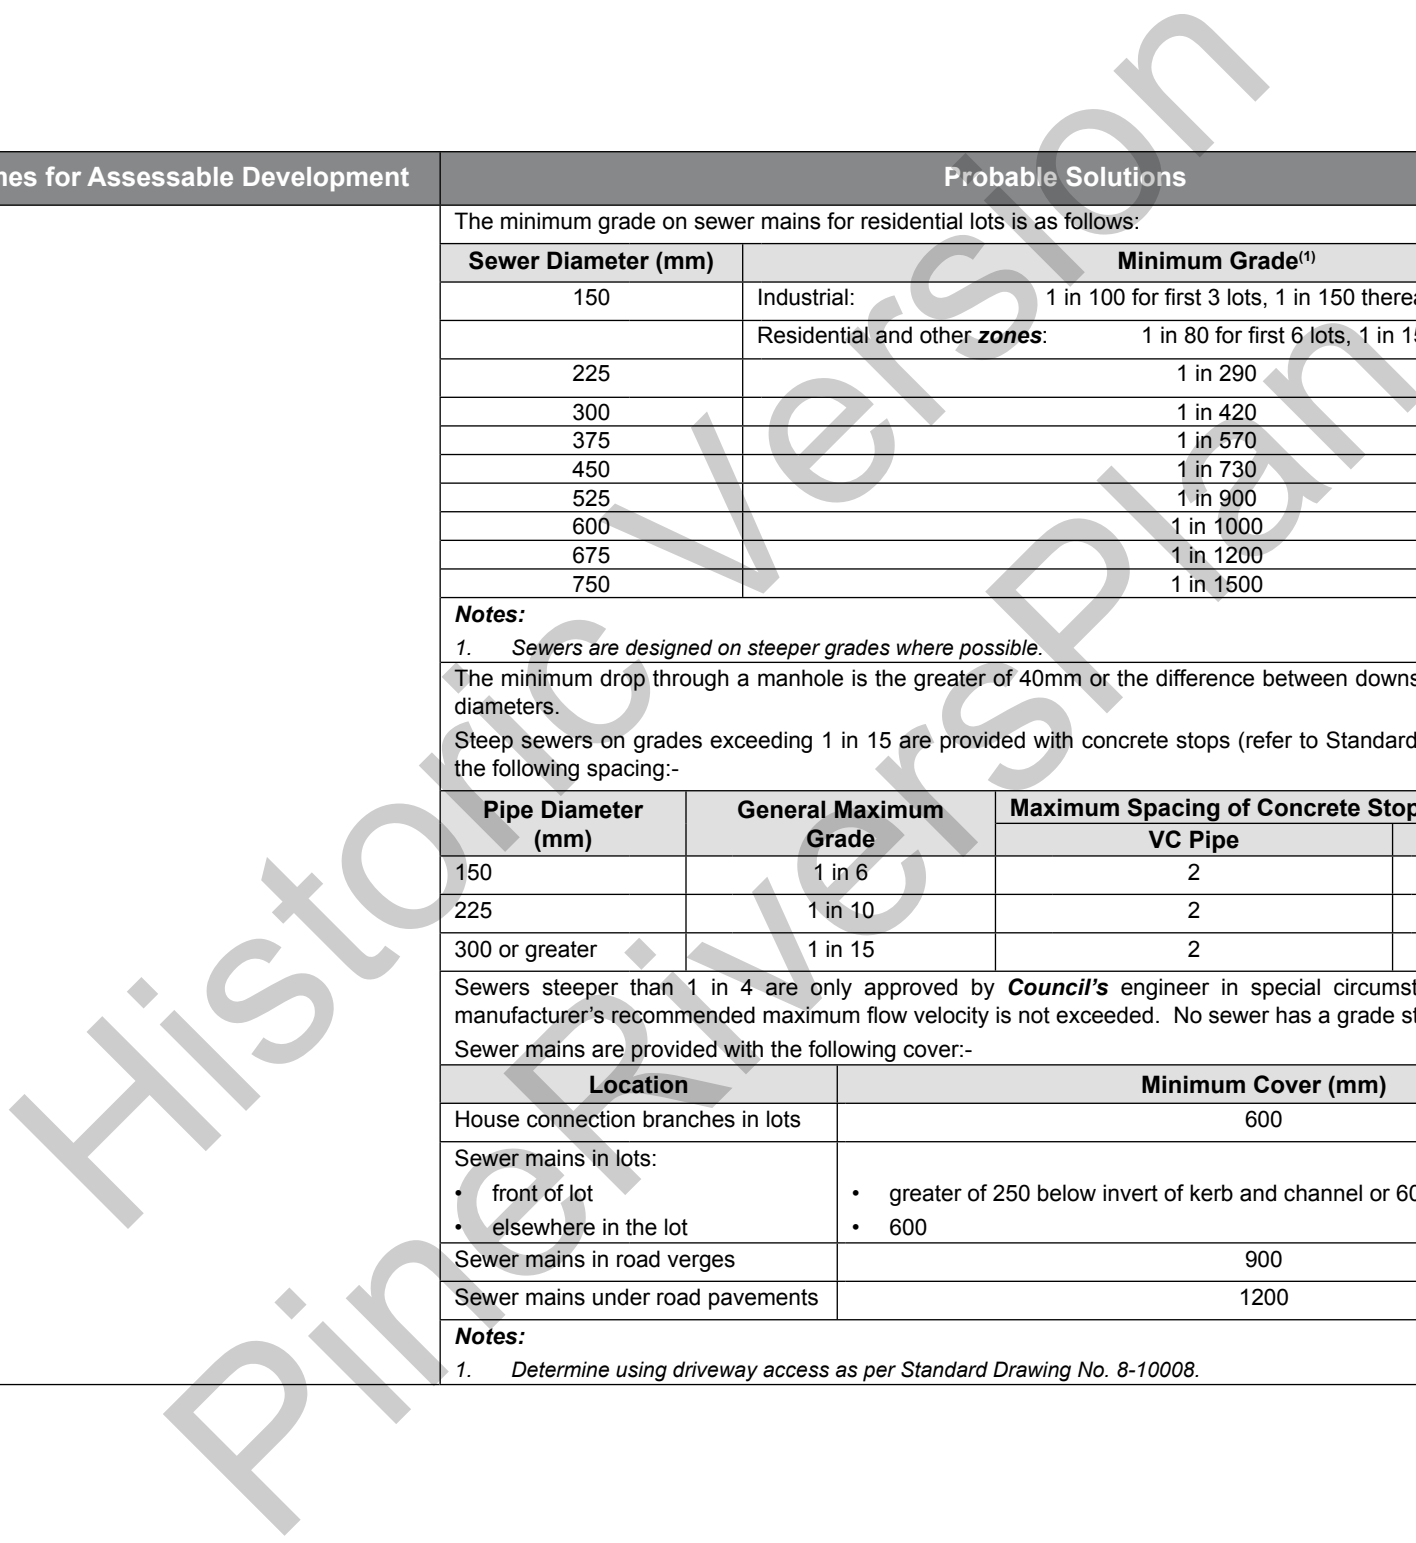 nes for Assessable Development
Probable Solutions
The minimum grade on sewer mains for residential lots is as follows:
Sewer Diameter (mm)
Minimum Grade(1)
150
Industrial: 1 in 100 for first 3 lots, 1 in 150 therea
Residential and other zones: 1 in 80 for first 6 lots, 1 in 15
225
1 in 290
300
1 in 420
375
1 in 570
450
1 in 730
525
1 in 900
600
1 in 1000
675
1 in 1200
750
1 in 1500
Notes:
1. Sewers are designed on steeper grades where possible.
The minimum drop through a manhole is the greater of 40mm or the difference between downs
diameters.
Steep sewers on grades exceeding 1 in 15 are provided with concrete stops (refer to Standard
the following spacing:-
Pipe Diameter
(mm)
General Maximum
Grade
Maximum Spacing of Concrete Stop
VC Pipe
150
1 in 6
2
225
1 in 10
2
300 or greater
1 in 15
2
Sewers steeper than 1 in 4 are only approved by Council's engineer in special circumst
manufacturer's recommended maximum flow velocity is not exceeded. No sewer has a grade st
Sewer mains are provided with the following cover:-
Location
Minimum Cover (mm)
House connection branches in lots
600
Sewer mains in lots:
• front of lot
• greater of 250 below invert of kerb and channel or 60
• elsewhere in the lot
• 600
Sewer mains in road verges
900
Sewer mains under road pavements
1200
Notes:
1. Determine using driveway access as per Standard Drawing No. 8-10008.
Historic Version
PineRiversPlan